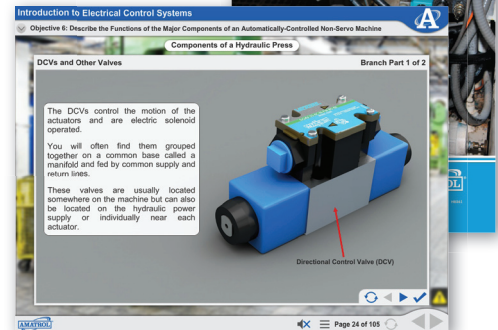 Introduction to Electrical Control Systems
Objective 6: Describe the Functions of the Major Components of an Automatically-Controlled Non-Servo Machine
Components of a Hydraulic Press
DCVs and Other Valves
Branch Part 1 of 2
The DCVs control the motion of the
actuators and are electric solenoid
operated.
You will often find them grouped
together on a common base called a
manifold and fed by common supply and
return lines.
These valves are usually located
somewhere on the machine but can also
be located on the hydraulic power
supply or individually near each
actuator.
Directional Control Valve (DCV)
AMATROL
Page 24 of 105